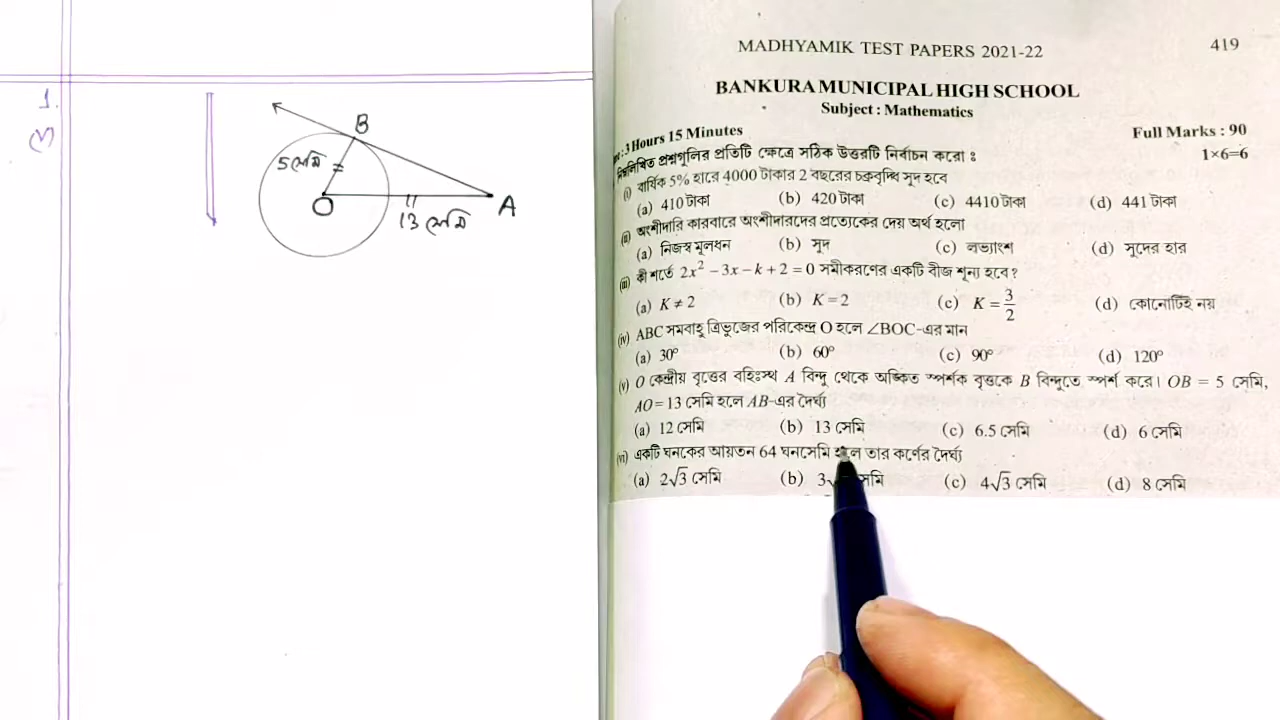 1.
(v)
B
5 সেমি
O
A
13 সেমি
MADHYAMIK TEST PAPERS 2021-22 419
BANKURA MUNICIPAL HIGH SCHOOL
Subject : Mathematics
: 3 Hours 15 Minutes Full Marks : 90
প্রশ্নগুলির প্রতিটি ক্ষেত্রে সঠিক উত্তরটি নির্বাচন করো ঃ 1×6=6
(i) বার্ষিক 5% হারে 4000 টাকার 2 বছরের চক্রবৃদ্ধি সুদ হবে
(a) 410 টাকা (b) 420 টাকা (c) 4410 টাকা (d) 441 টাকা
(ii) অংশীদারি কারবারে অংশীদারদের প্রত্যেকের দেয় অর্থ হলো
(a) নিজস্ব মূলধন (b) সুদ (c) লভ্যাংশ (d) সুদের হার
(iii) কী শর্তে 2x² – 3x – k + 2 = 0 সমীকরণের একটি বীজ শূন্য হবে?
(a) K ≠ 2 (b) K = 2 (c) K = 3/2 (d) কোনোটিই নয়
(iv) ABC সমবাহু ত্রিভুজের পরিকেন্দ্র O হলে ∠BOC-এর মান
(a) 30° (b) 60° (c) 90° (d) 120°
(v) O কেন্দ্রীয় বৃত্তের বহিঃস্থ A বিন্দু থেকে অঙ্কিত স্পর্শক বৃত্তকে B বিন্দুতে স্পর্শ করে। OB = 5 সেমি,
AO = 13 সেমি হলে AB-এর দৈর্ঘ্য
(a) 12 সেমি (b) 13 সেমি (c) 6.5 সেমি (d) 6 সেমি
(vi) একটি ঘনকের আয়তন 64 ঘনসেমি হলে তার কর্ণের দৈর্ঘ্য
(a) 2√3 সেমি (b) 3 (c) 4√3 সেমি (d) 8 সেমি